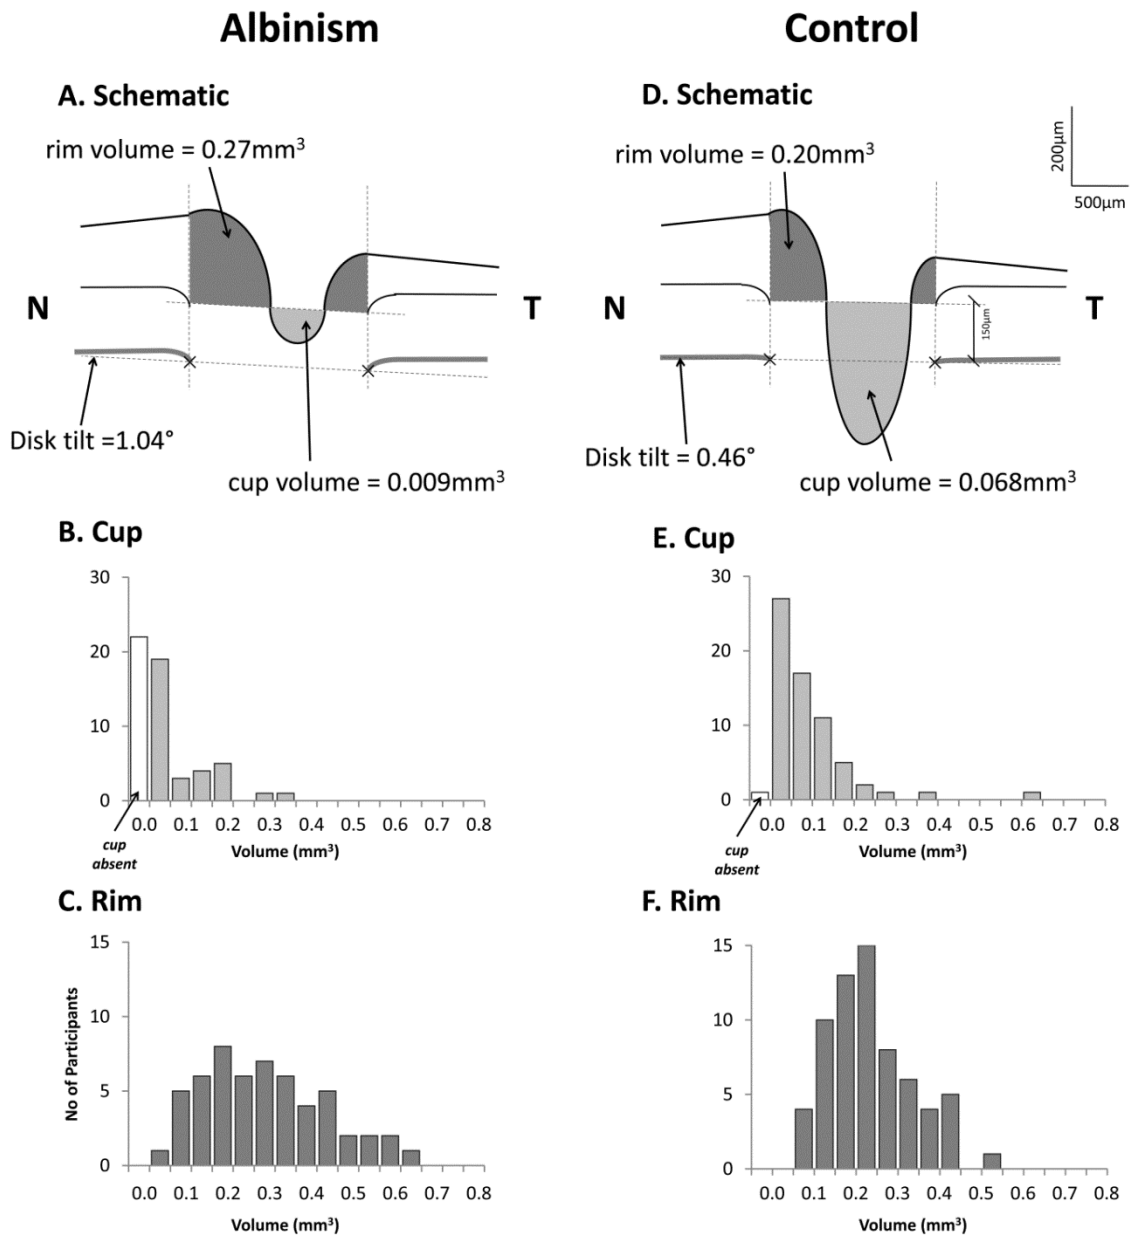 Albinism
Control
A. Schematic
rim volume = 0.27mm³
N
T
Disk tilt =1.04°
cup volume = 0.009mm³
D. Schematic
rim volume = 0.20mm³
200µm
500µm
N
T
150µm
Disk tilt = 0.46°
cup volume = 0.068mm³
B. Cup
30
20
10
0
0.0 0.1 0.2 0.3 0.4 0.5 0.6 0.7 0.8
cup
absent
Volume (mm³)
E. Cup
30
20
10
0
0.0 0.1 0.2 0.3 0.4 0.5 0.6 0.7 0.8
cup
absent
Volume (mm³)
C. Rim
No of Participants
15
10
5
0
0.0 0.1 0.2 0.3 0.4 0.5 0.6 0.7 0.8
Volume (mm³)
F. Rim
15
10
5
0
0.0 0.1 0.2 0.3 0.4 0.5 0.6 0.7 0.8
Volume (mm³)